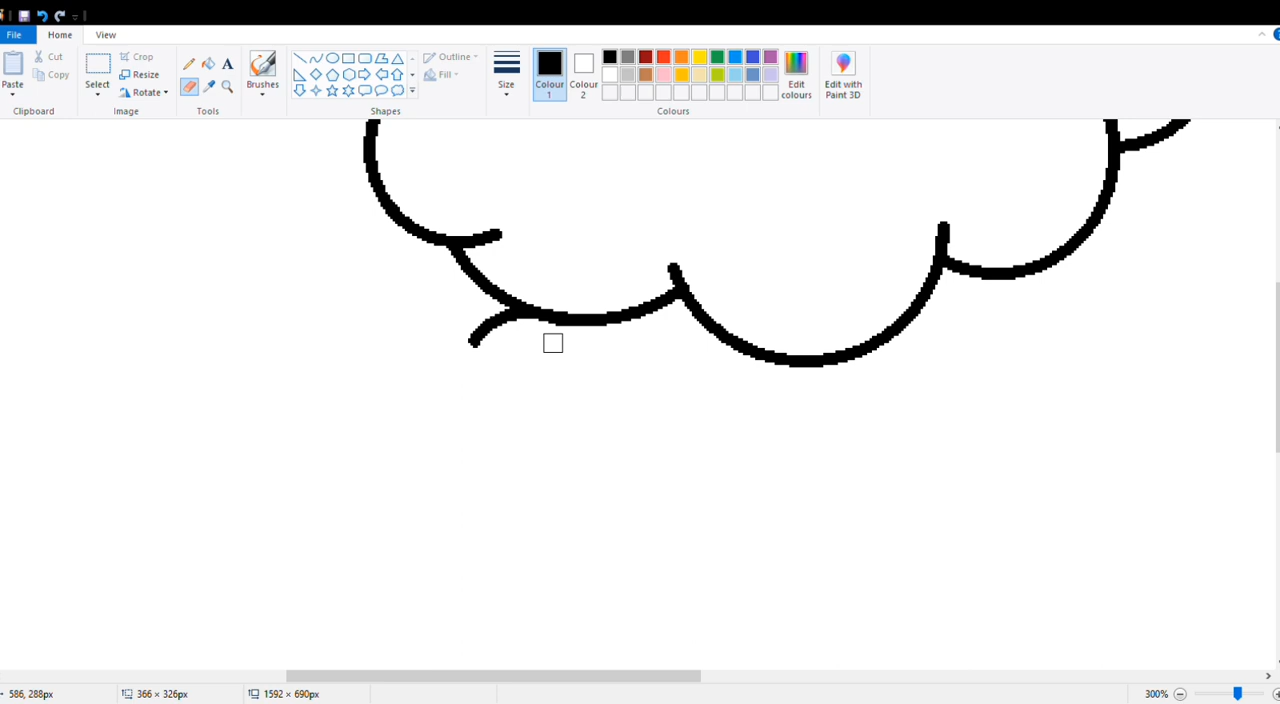 File Home View
Paste Cut Copy Clipboard
Select Crop Resize Rotate Image
A Tools
Brushes
Outline Fill Shapes
Size
Colour 1 Colour 2 Edit colours Colours
Edit with Paint 3D
586, 288px 366 × 326px 1592 × 690px 300%